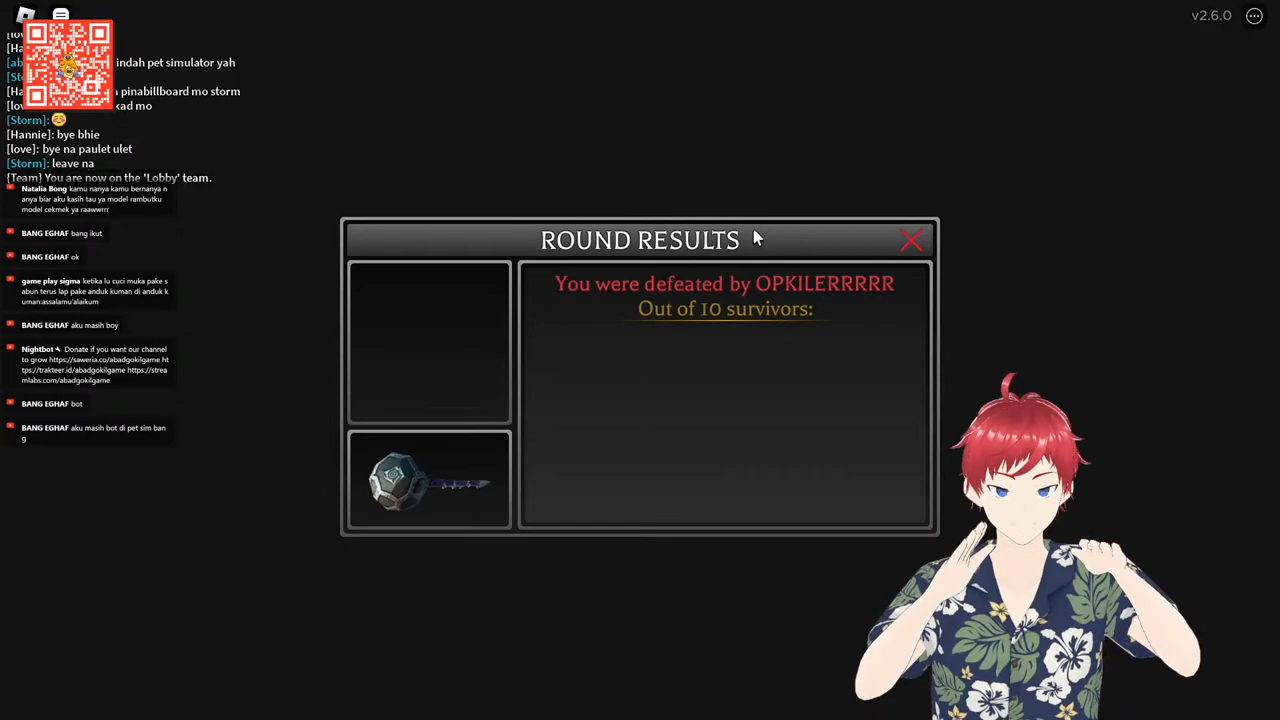 v2.6.0
indah pet simulator yah
pinabillboard mo storm
kad mo
[Storm]: ☺️
[Hannie]: bye bhie
[love]: bye na paulet ulet
[Storm]: leave na
{Team} You are now on the 'Lobby' team.
Natalia Bong kamu nanya kamu bernanya n
anya biar aku kasih tau ya model rambutku
model cekmek ya raawwrrr
BANG EGHAF bang ikut
BANG EGHAF ok
game play sigma ketika lu cuci muka pake s
abun terus lap pake anduk kuman di anduk k
umar:assalamu'alaikum
BANG EGHAF aku masih boy
Nightbot Donate if you want our channel
to grow https://saweria.co/abadgokilgame ht
tps://trakteer.id/abadgokilgame https://strea
mlabs.com/abadgokilgame
BANG EGHAF bot
BANG EGHAF aku masih bot di pet sim ban
g
ROUND RESULTS
You were defeated by OPKILERRRRR
Out of 10 survivors: